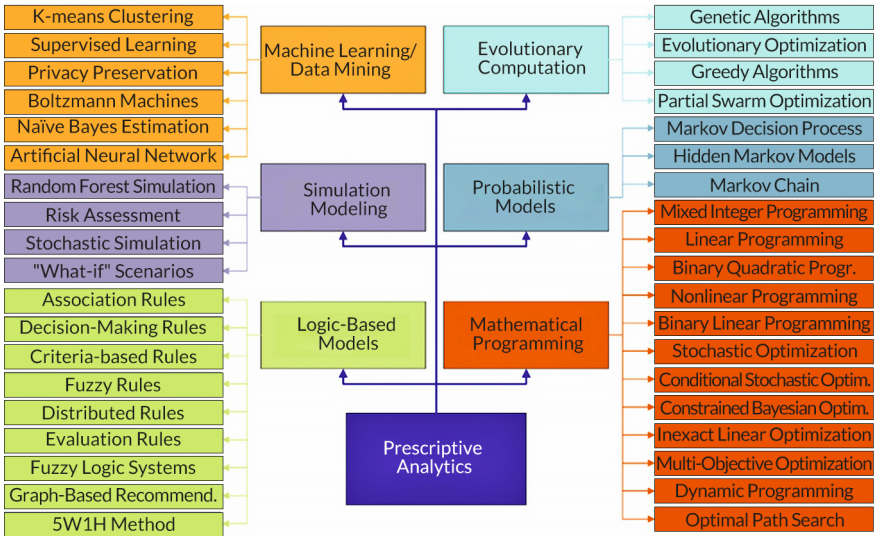 K-means Clustering
Supervised Learning
Privacy Preservation
Boltzmann Machines
Naïve Bayes Estimation
Artificial Neural Network
Random Forest Simulation
Risk Assessment
Stochastic Simulation
"What-if" Scenarios
Association Rules
Decision-Making Rules
Criteria-based Rules
Fuzzy Rules
Distributed Rules
Evaluation Rules
Fuzzy Logic Systems
Graph-Based Recommend.
5W1H Method
Machine Learning/
Data Mining
Simulation
Modeling
Logic-Based
Models
Evolutionary
Computation
Probabilistic
Models
Mathematical
Programming
Prescriptive
Analytics
Genetic Algorithms
Evolutionary Optimization
Greedy Algorithms
Partial Swarm Optimization
Markov Decision Process
Hidden Markov Models
Markov Chain
Mixed Integer Programming
Linear Programming
Binary Quadratic Progr.
Nonlinear Programming
Binary Linear Programming
Stochastic Optimization
Conditional Stochastic Optim.
Constrained Bayesian Optim.
Inexact Linear Optimization
Multi-Objective Optimization
Dynamic Programming
Optimal Path Search